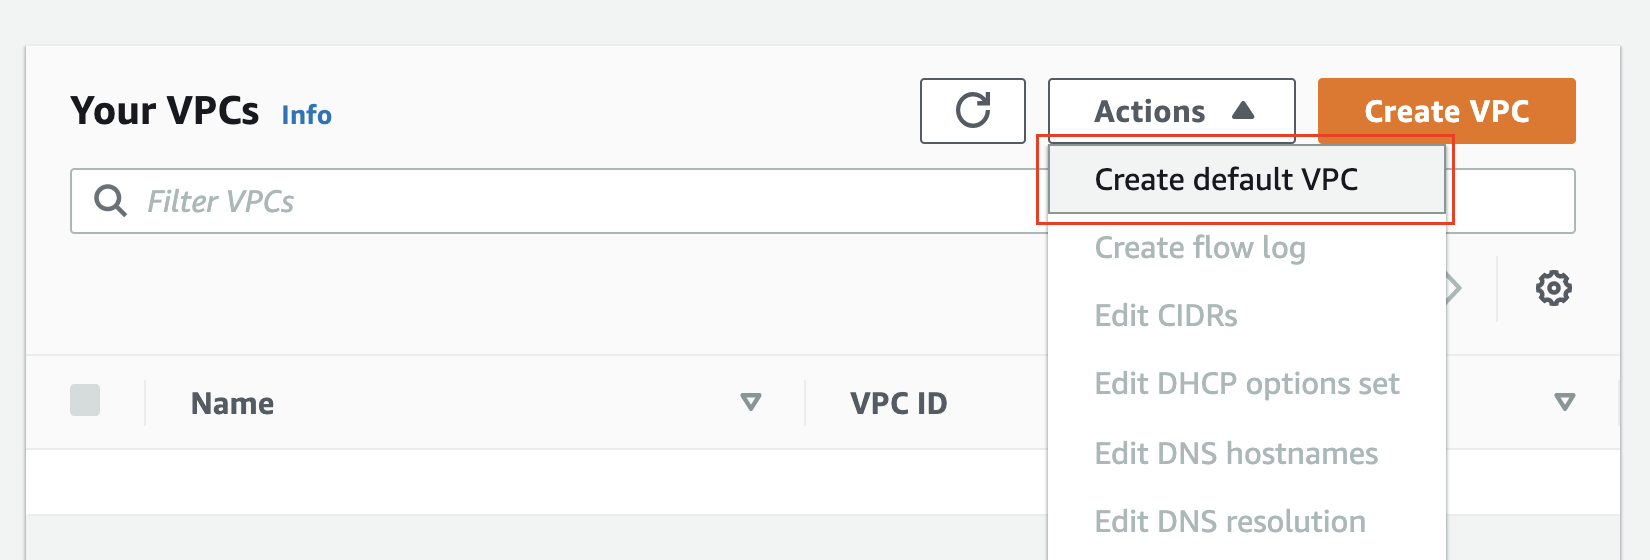 Your VPCs Info
Actions
Create VPC
Filter VPCs
Create default VPC
Create flow log
Edit CIDRs
Edit DHCP options set
Edit DNS hostnames
Edit DNS resolution
Name
VPC ID